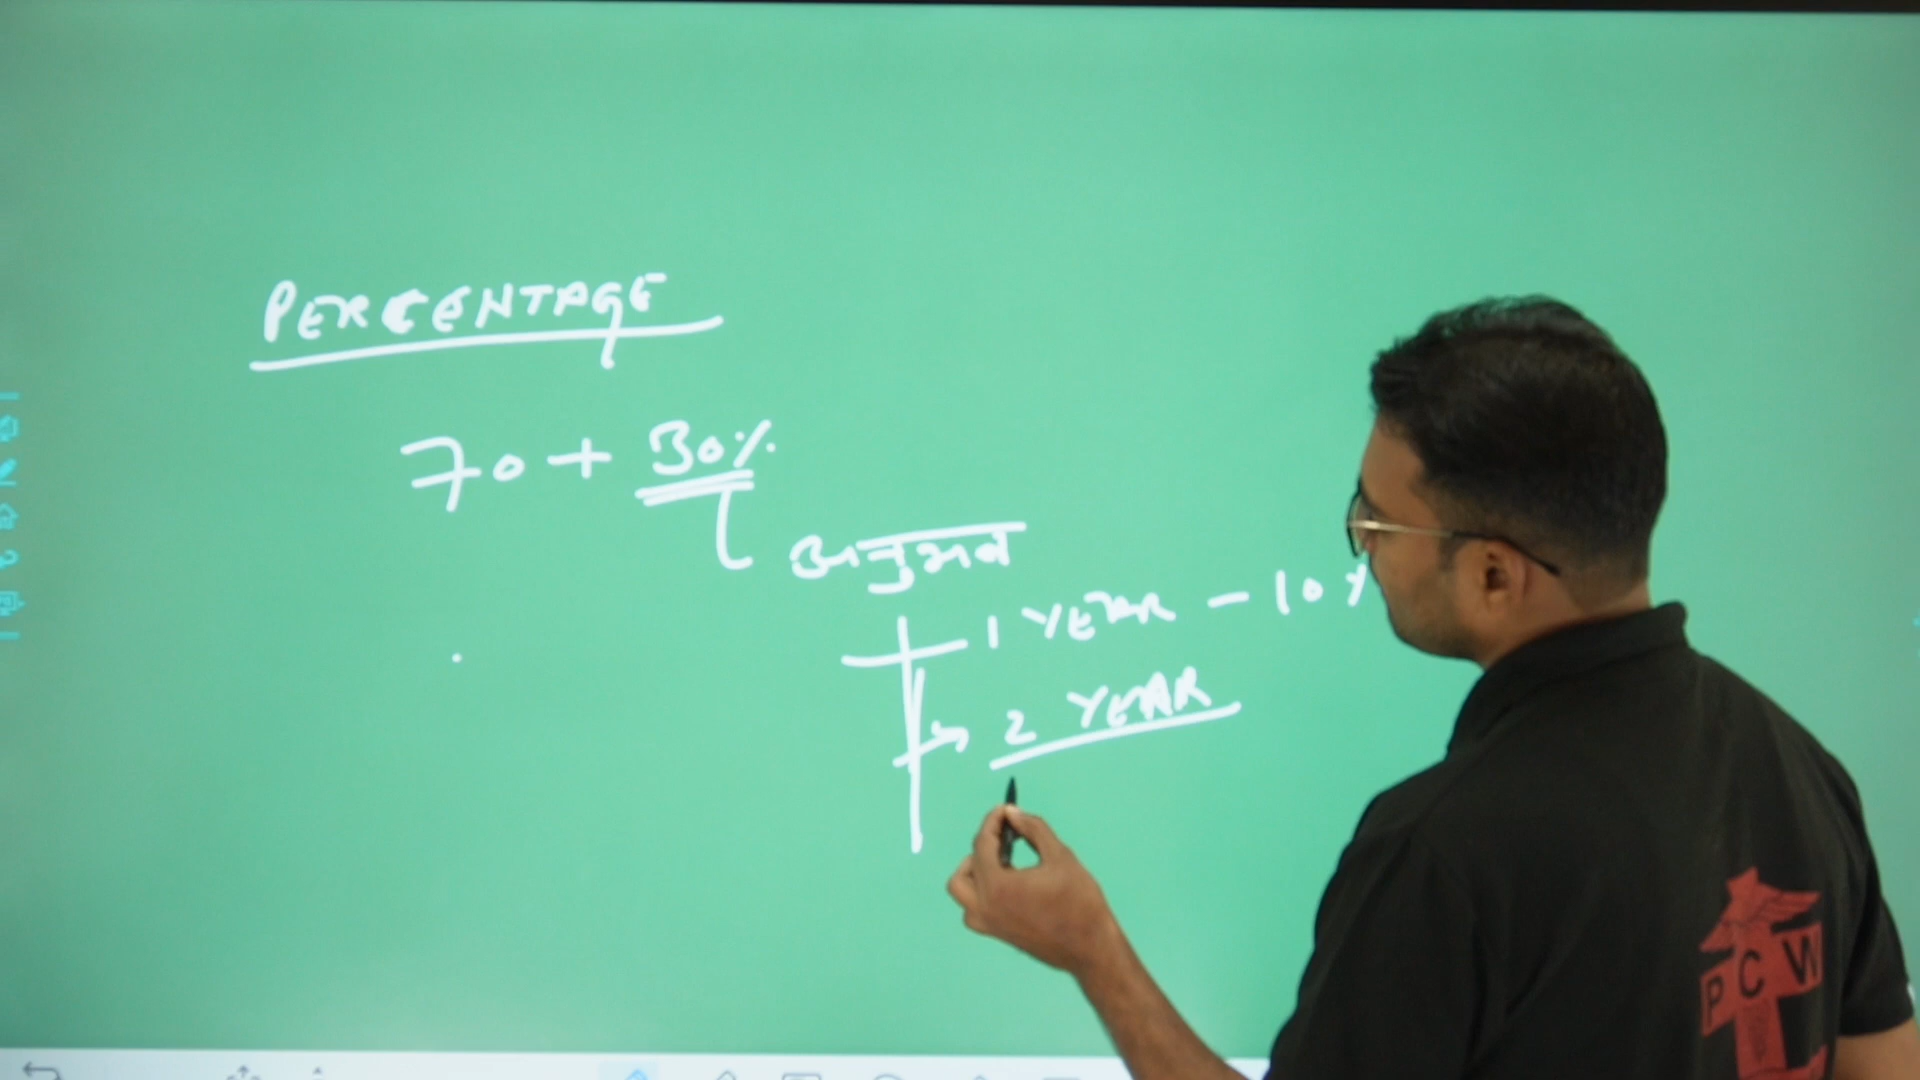 PERCENTAGE
70 + 30%
अनुभव
1 YEAR - 10%
2 YEAR
PCW